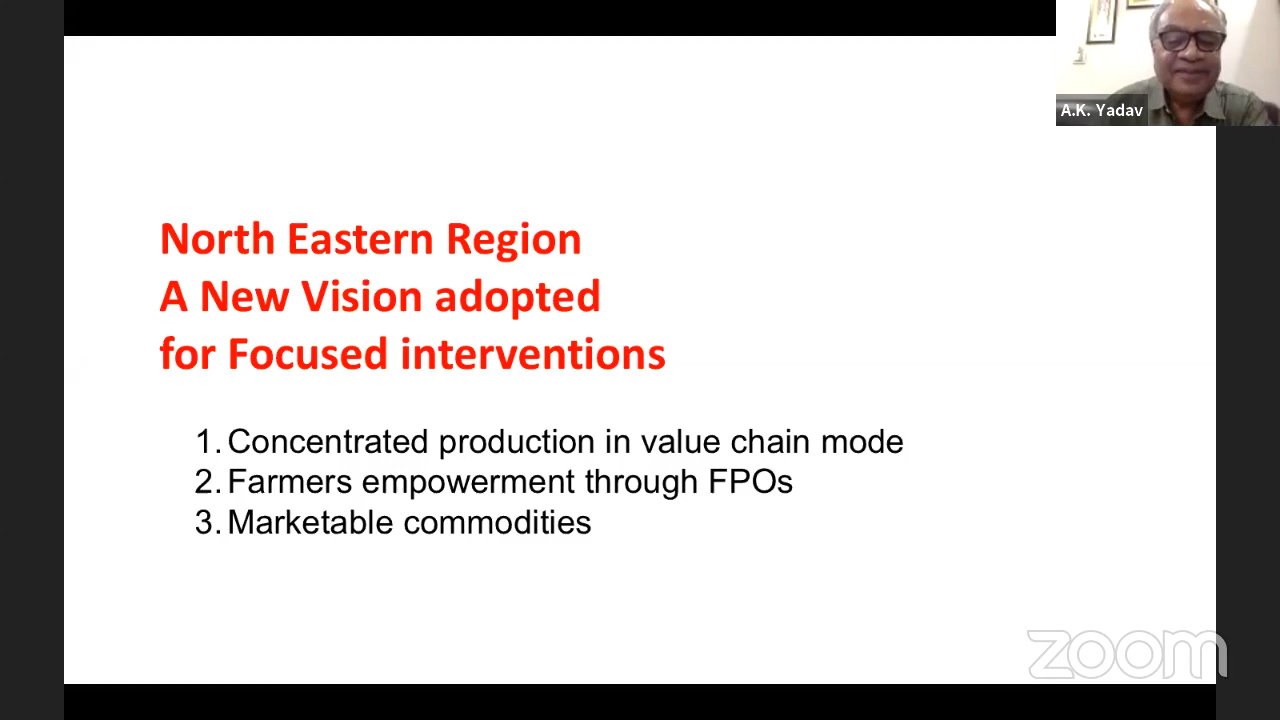 A.K. Yadav
North Eastern Region
A New Vision adopted
for Focused interventions
1. Concentrated production in value chain mode
2. Farmers empowerment through FPOs
3. Marketable commodities
zoom